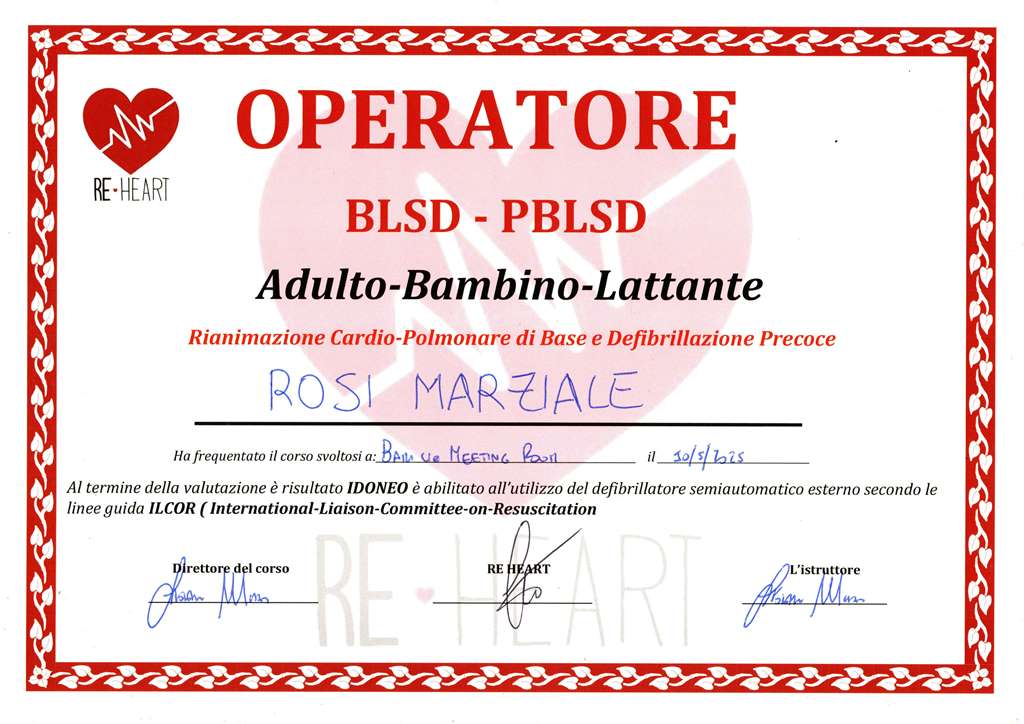 OPERATORE
RE HEART
BLSD - PBLSD
Adulto-Bambino-Lattante
Rianimazione Cardio-Polmonare di Base e Defibrillazione Precoce
ROSI MARZIALE
Ha frequentato il corso svoltosi a: MEETING ROOM il 10/5/2025
Al termine della valutazione è risultato IDONEO è abilitato all'utilizzo del defibrillatore semiautomatico esterno secondo le
linee guida ILCOR ( International-Liaison-Committee-on-Resuscitation
Direttore del corso RE HEART L'istruttore
RE HEART